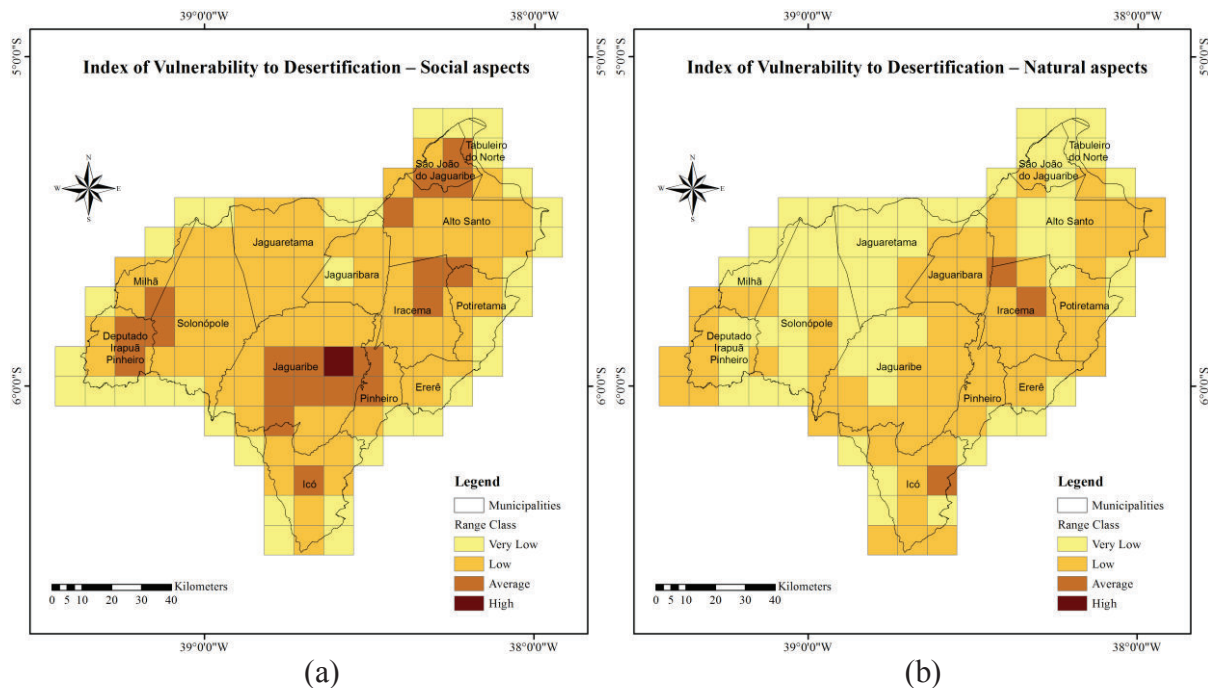 39°0'0"W
38°0'0"W
5°0'0"S
Index of Vulnerability to Desertification – Social aspects
N
W
E
S
Tabuleiro
do Norte
São João
do Jaguaribe
Alto Santo
Jaguaretama
Jaguaribara
Milhã
Iracema
Potiretama
Solonópole
Deputado
Irapuã
Pinheiro
Jaguaribe
Ererê
Pinheiro
6°0'0"S
Icó
Legend
Municipalities
Range Class
Very Low
Low
Average
High
Kilometers
0 5 10 20 30 40
39°0'0"W
38°0'0"W
(a)
39°0'0"W
38°0'0"W
5°0'0"S
Index of Vulnerability to Desertification – Natural aspects
N
W
E
S
Tabuleiro
do Norte
São João
do Jaguaribe
Alto Santo
Jaguaretama
Jaguaribara
Milhã
Iracema
Potiretama
Solonópole
Deputado
Irapuã
Pinheiro
Jaguaribe
Ererê
Pinheiro
6°0'0"S
6°0'0"S
Icó
Legend
Municipalities
Range Class
Very Low
Low
Average
High
Kilometers
0 5 10 20 30 40
39°0'0"W
38°0'0"W
(b)